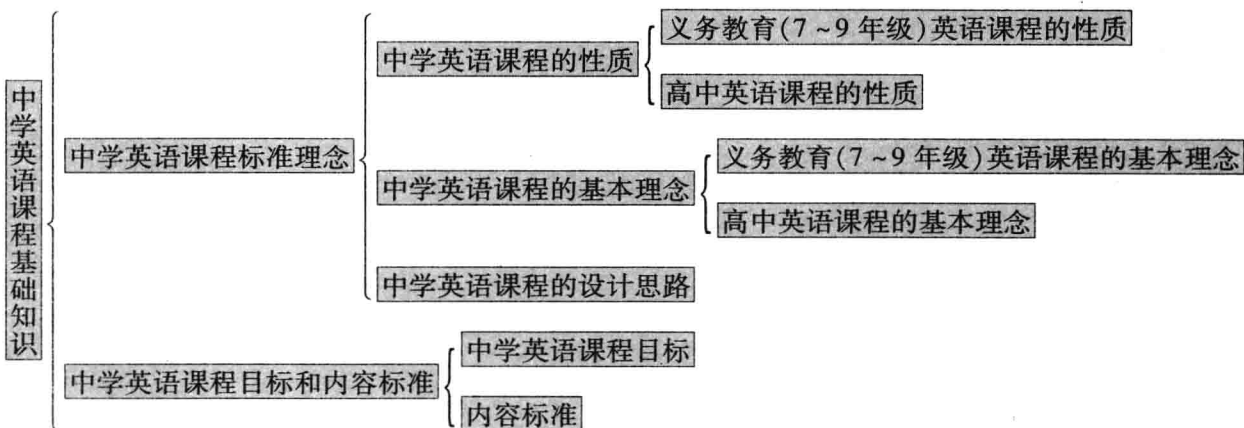 中学英语课程基础知识
中学英语课程标准理念
中学英语课程的性质
义务教育(7~9年级)英语课程的性质
高中英语课程的性质
中学英语课程的基本理念
义务教育(7~9年级)英语课程的基本理念
高中英语课程的基本理念
中学英语课程的设计思路
中学英语课程目标和内容标准
中学英语课程目标
内容标准